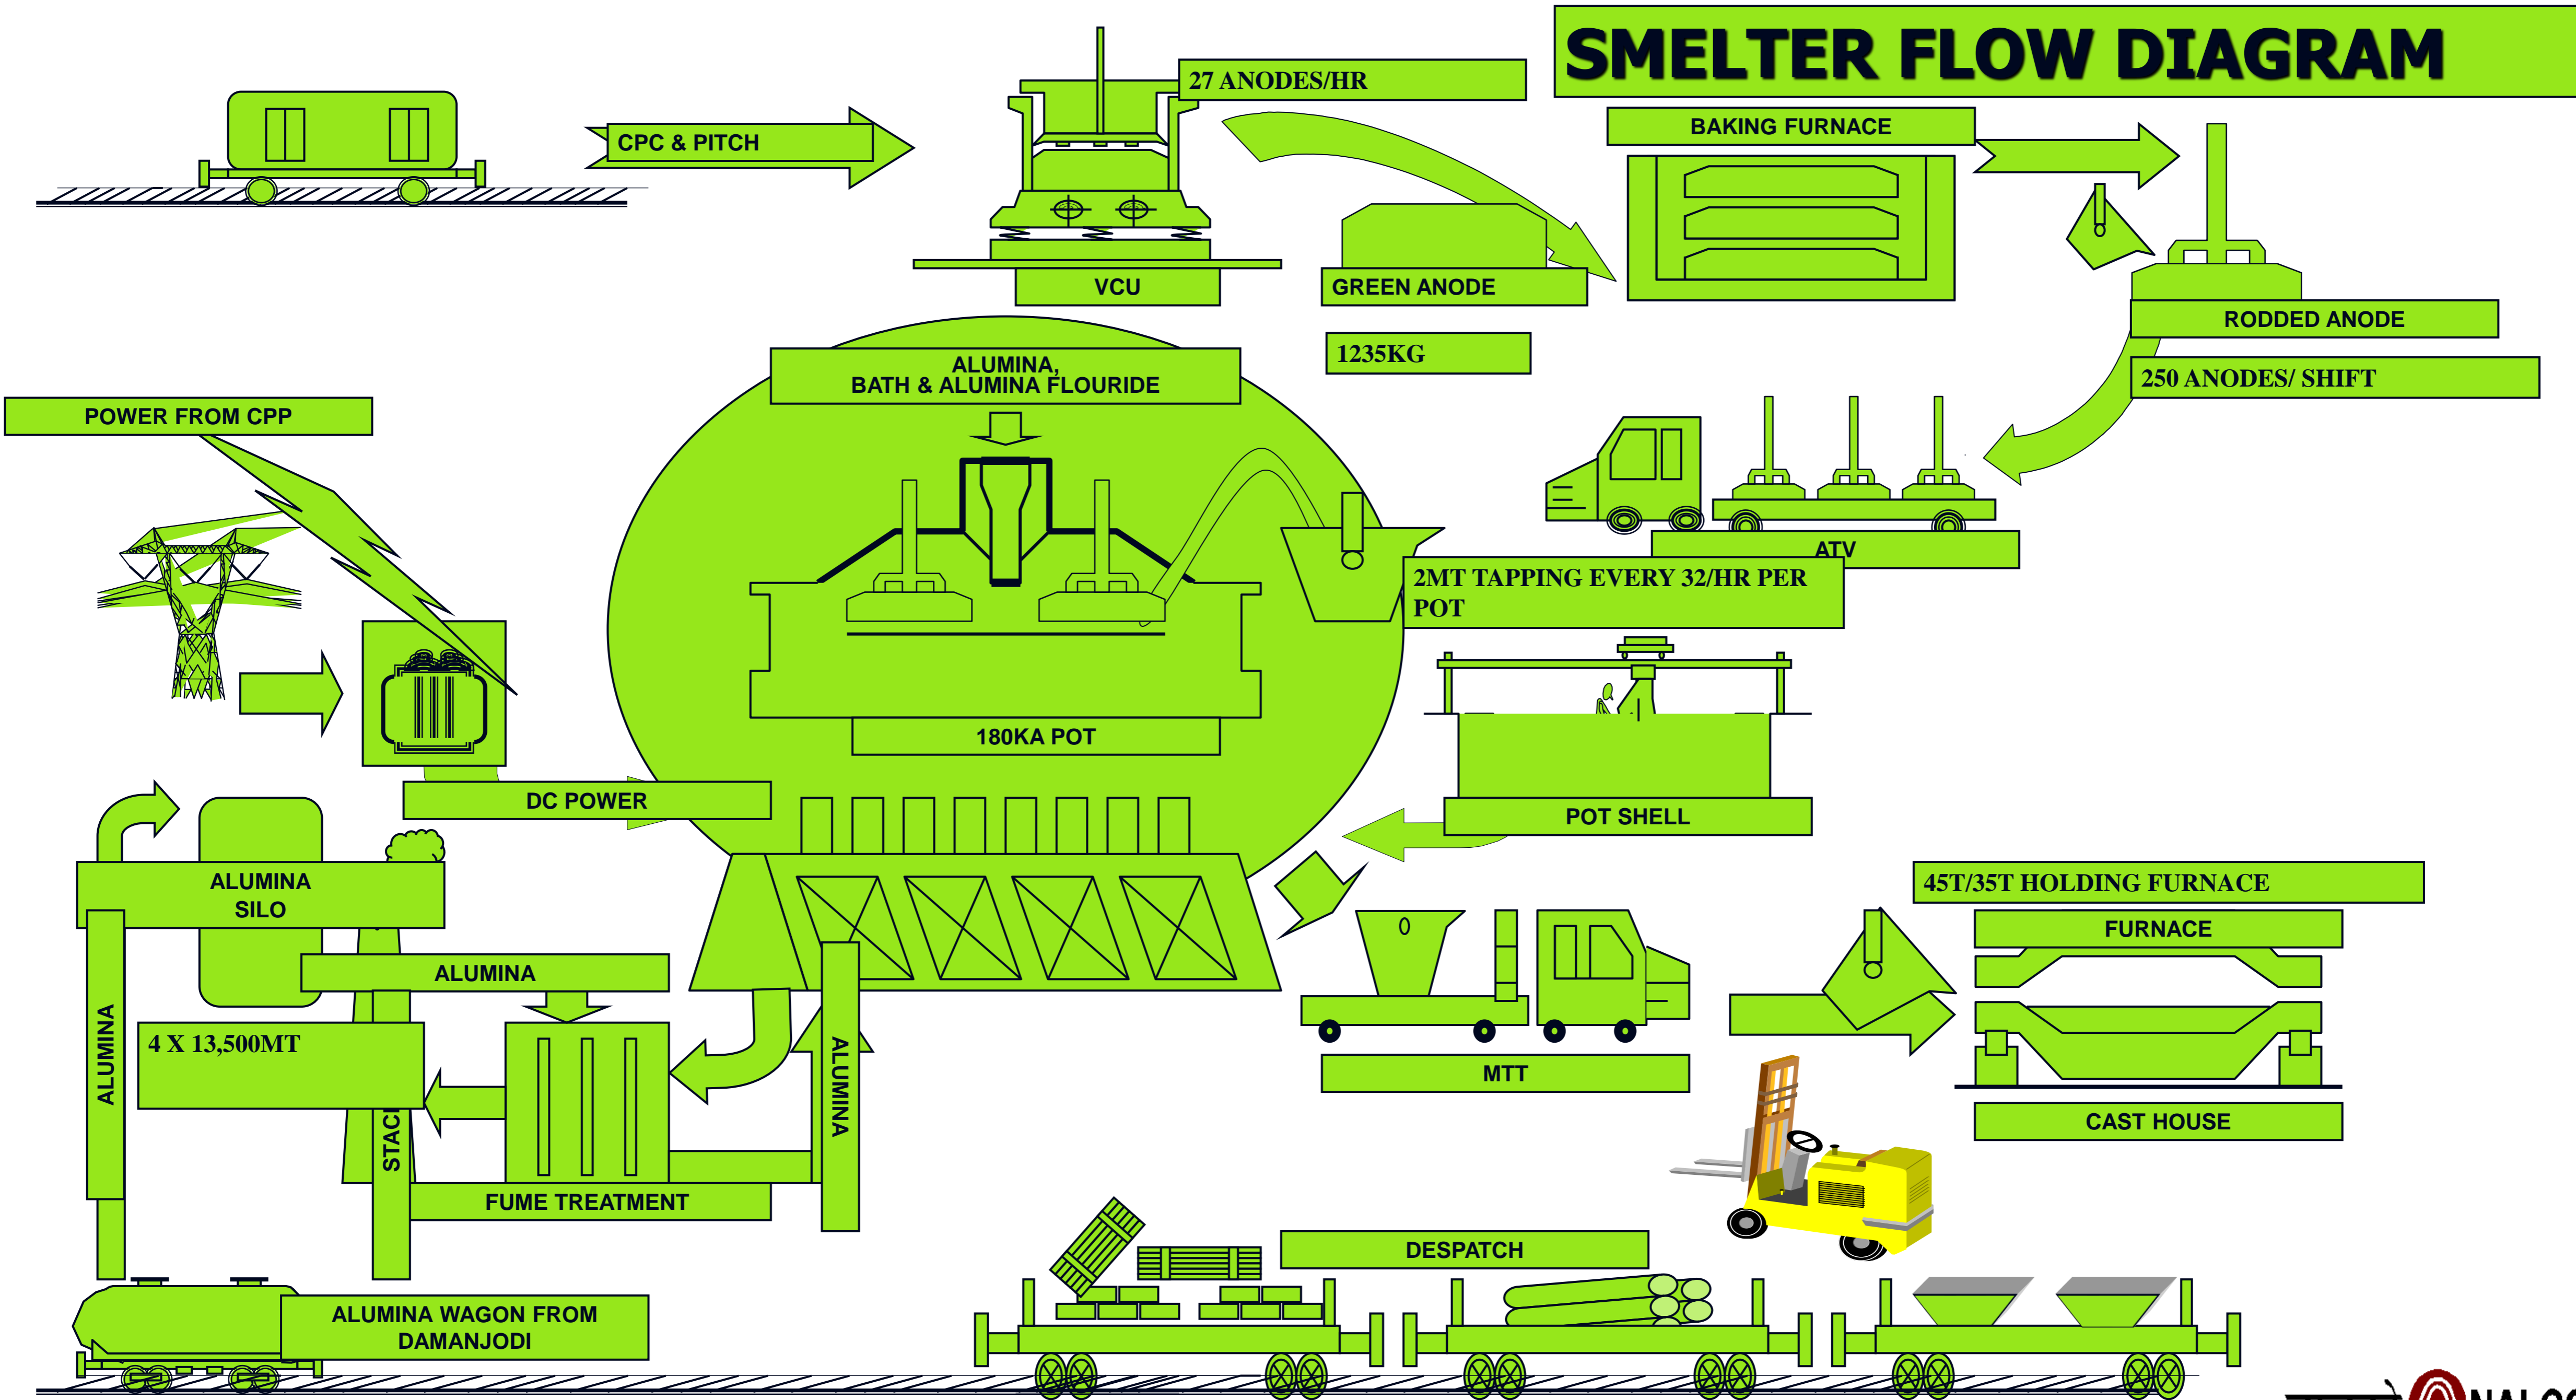 SMELTER FLOW DIAGRAM
27 ANODES/HR
CPC & PITCH
BAKING FURNACE
VCU
GREEN ANODE
1235KG
RODDED ANODE
250 ANODES/ SHIFT
ALUMINA,
BATH & ALUMINA FLOURIDE
POWER FROM CPP
ATV
2MT TAPPING EVERY 32/HR PER
POT
180KA POT
DC POWER
POT SHELL
ALUMINA
SILO
45T/35T HOLDING FURNACE
FURNACE
ALUMINA
ALUMINA
4 X 13,500MT
ALUMINA
MTT
CAST HOUSE
FUME TREATMENT
DESPATCH
ALUMINA WAGON FROM
DAMANJODI